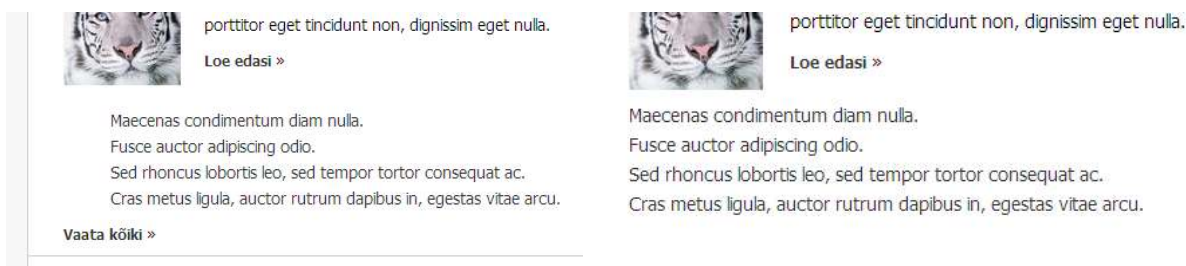 porttitor eget tincidunt non, dignissim eget nulla.
Loe edasi »
Maecenas condimentum diam nulla.
Fusce auctor adipiscing odio.
Sed rhoncus lobortis leo, sed tempor tortor consequat ac.
Cras metus ligula, auctor rutrum dapibus in, egestas vitae arcu.
Vaata kõiki »
porttitor eget tincidunt non, dignissim eget nulla.
Loe edasi »
Maecenas condimentum diam nulla.
Fusce auctor adipiscing odio.
Sed rhoncus lobortis leo, sed tempor tortor consequat ac.
Cras metus ligula, auctor rutrum dapibus in, egestas vitae arcu.